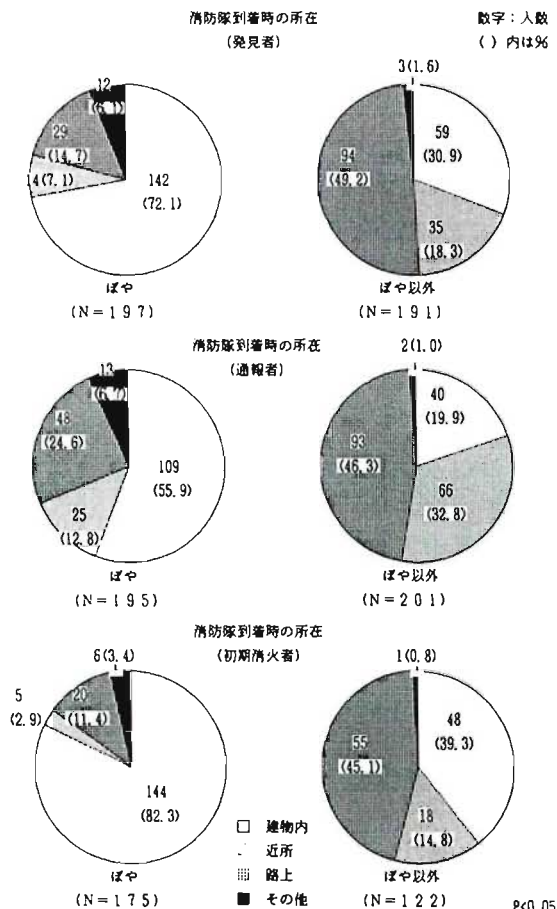 消防隊到着時の所在
(発見者)
数字:人数
( ) 内は%
12
(6.1)
29
(14.7)
14(7.1)
142
(72.1)
ぼや
(N=197)
3(1.6)
59
(30.9)
94
(49.2)
35
(18.3)
ぼや以外
(N=191)
消防隊到着時の所在
(通報者)
13
(6.7)
48
(24.6)
109
(55.9)
25
(12.8)
ぼや
(N=195)
2(1.0)
40
(19.9)
93
(46.3)
66
(32.8)
ぼや以外
(N=201)
消防隊到着時の所在
(初期消火者)
6(3.4)
5
(2.9)
20
(11.4)
144
(82.3)
ぼや
(N=175)
1(0.8)
48
(39.3)
55
(45.1)
18
(14.8)
ぼや以外
(N=122)
建物内
近所
路上
その他
P<0.05